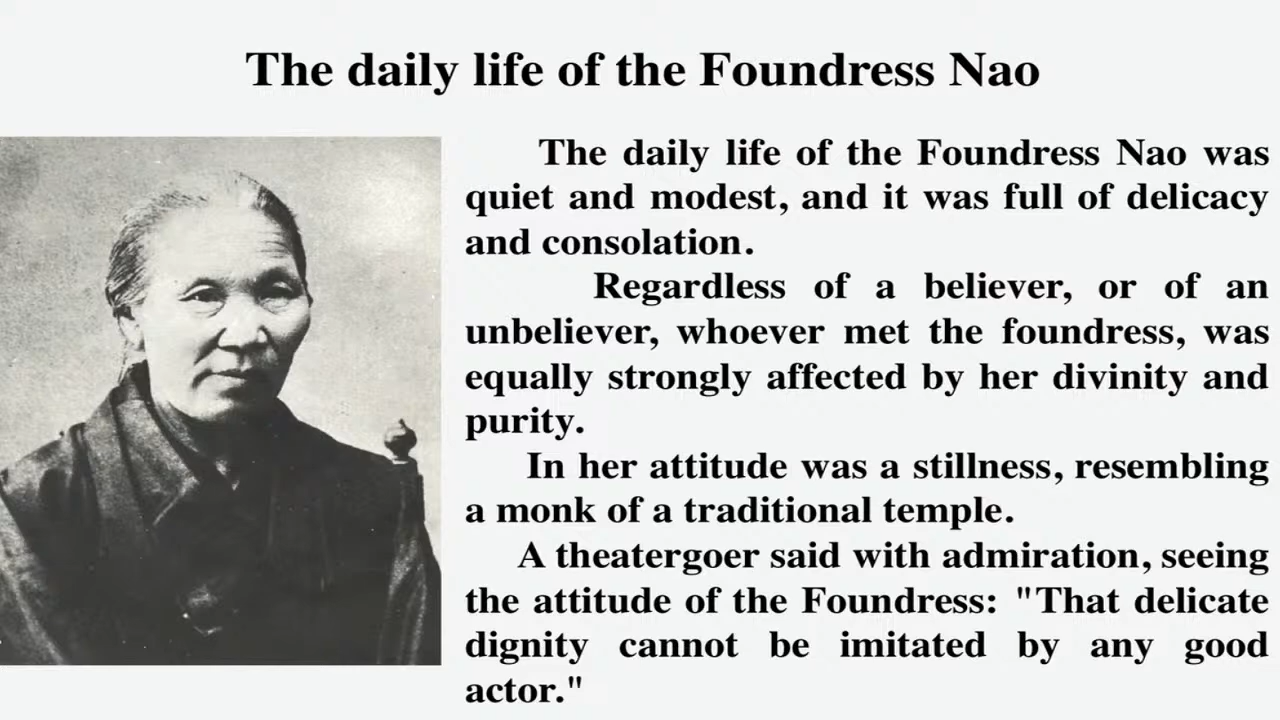 The daily life of the Foundress Nao
The daily life of the Foundress Nao was
quiet and modest, and it was full of delicacy
and consolation.
Regardless of a believer, or of an
unbeliever, whoever met the foundress, was
equally strongly affected by her divinity and
purity.
In her attitude was a stillness, resembling
a monk of a traditional temple.
A theatergoer said with admiration, seeing
the attitude of the Foundress: "That delicate
dignity cannot be imitated by any good
actor."